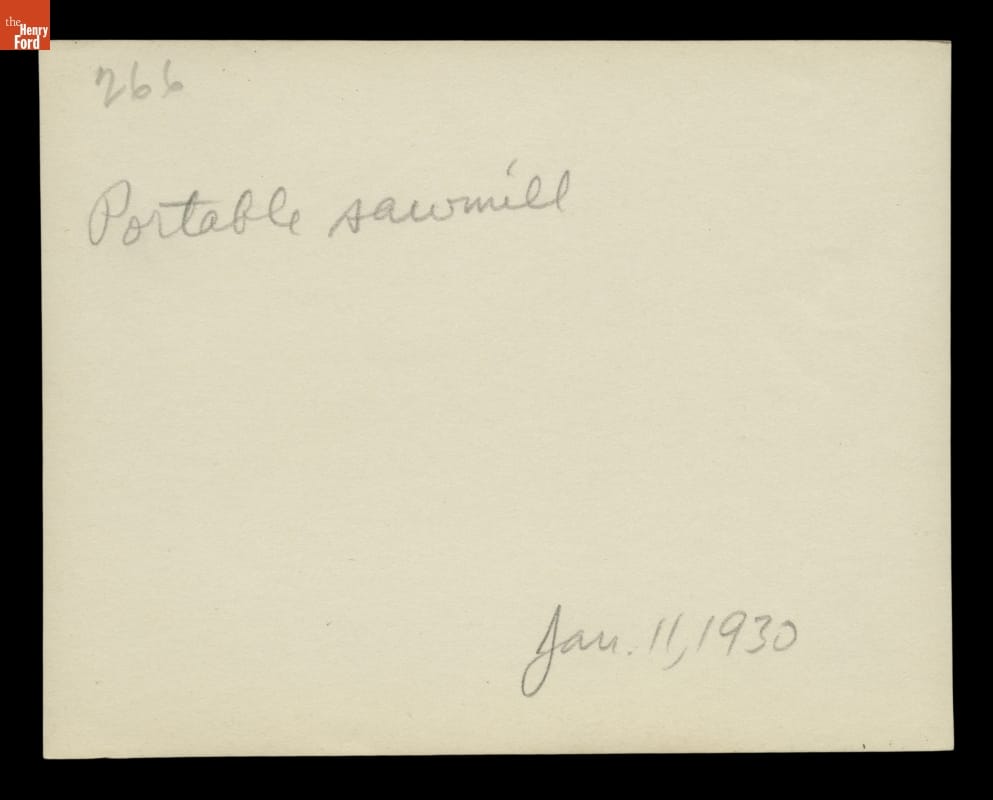 the
Henry
Ford
266
Portable sawmill
Jan. 11, 1930